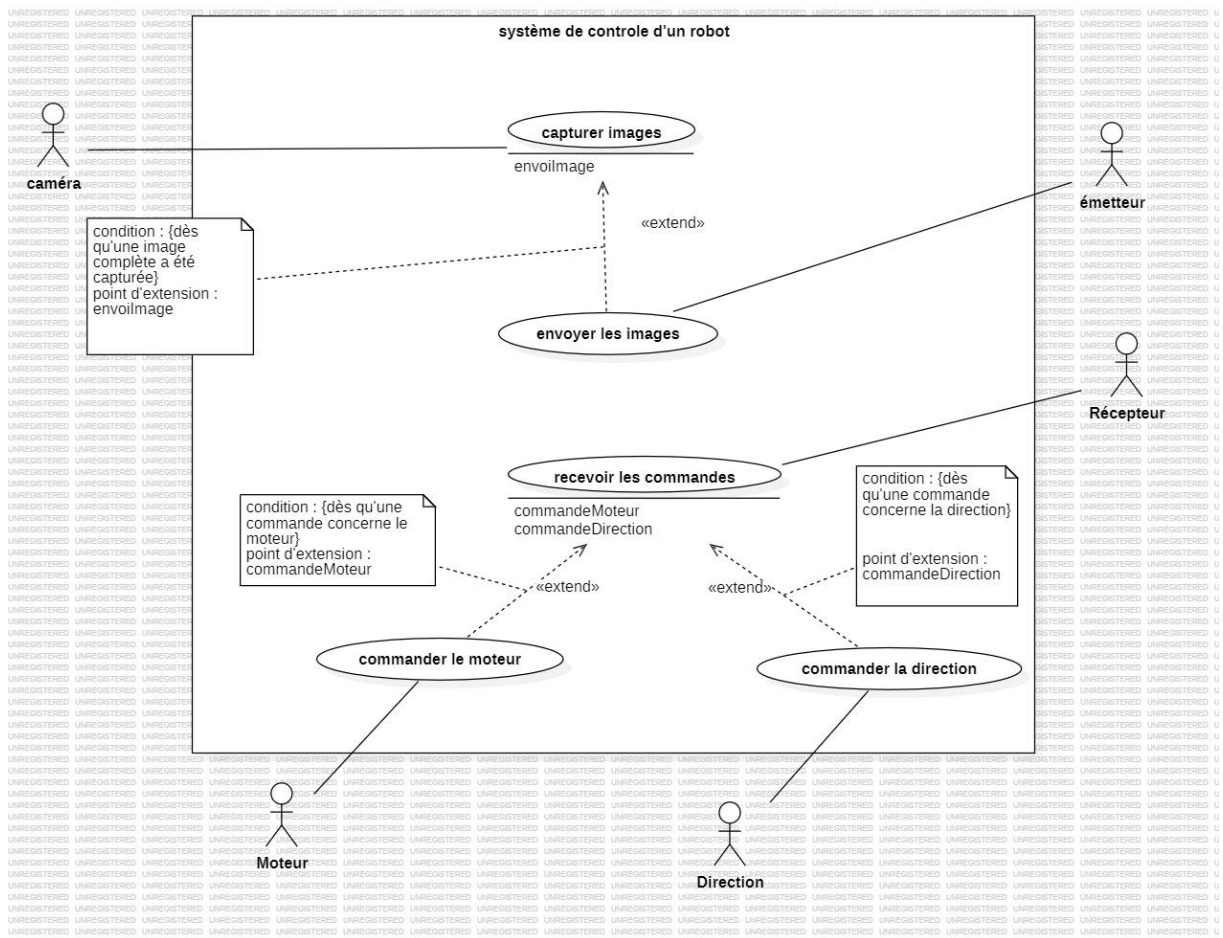 système de controle d'un robot
capturer images
envoiImage
caméra
émetteur
«extend»
condition : {dès
qu'une image
complète a été
capturée}
point d'extension :
envoiImage
envoyer les images
Récepteur
recevoir les commandes
commandeMoteur
commandeDirection
condition : {dès qu'une
commande concerne le
moteur}
point d'extension :
commandeMoteur
condition : {dès
qu'une commande
concerne la direction}
point d'extension :
commandeDirection
«extend»
«extend»
commander le moteur
commander la direction
Moteur
Direction
UNREGISTERED